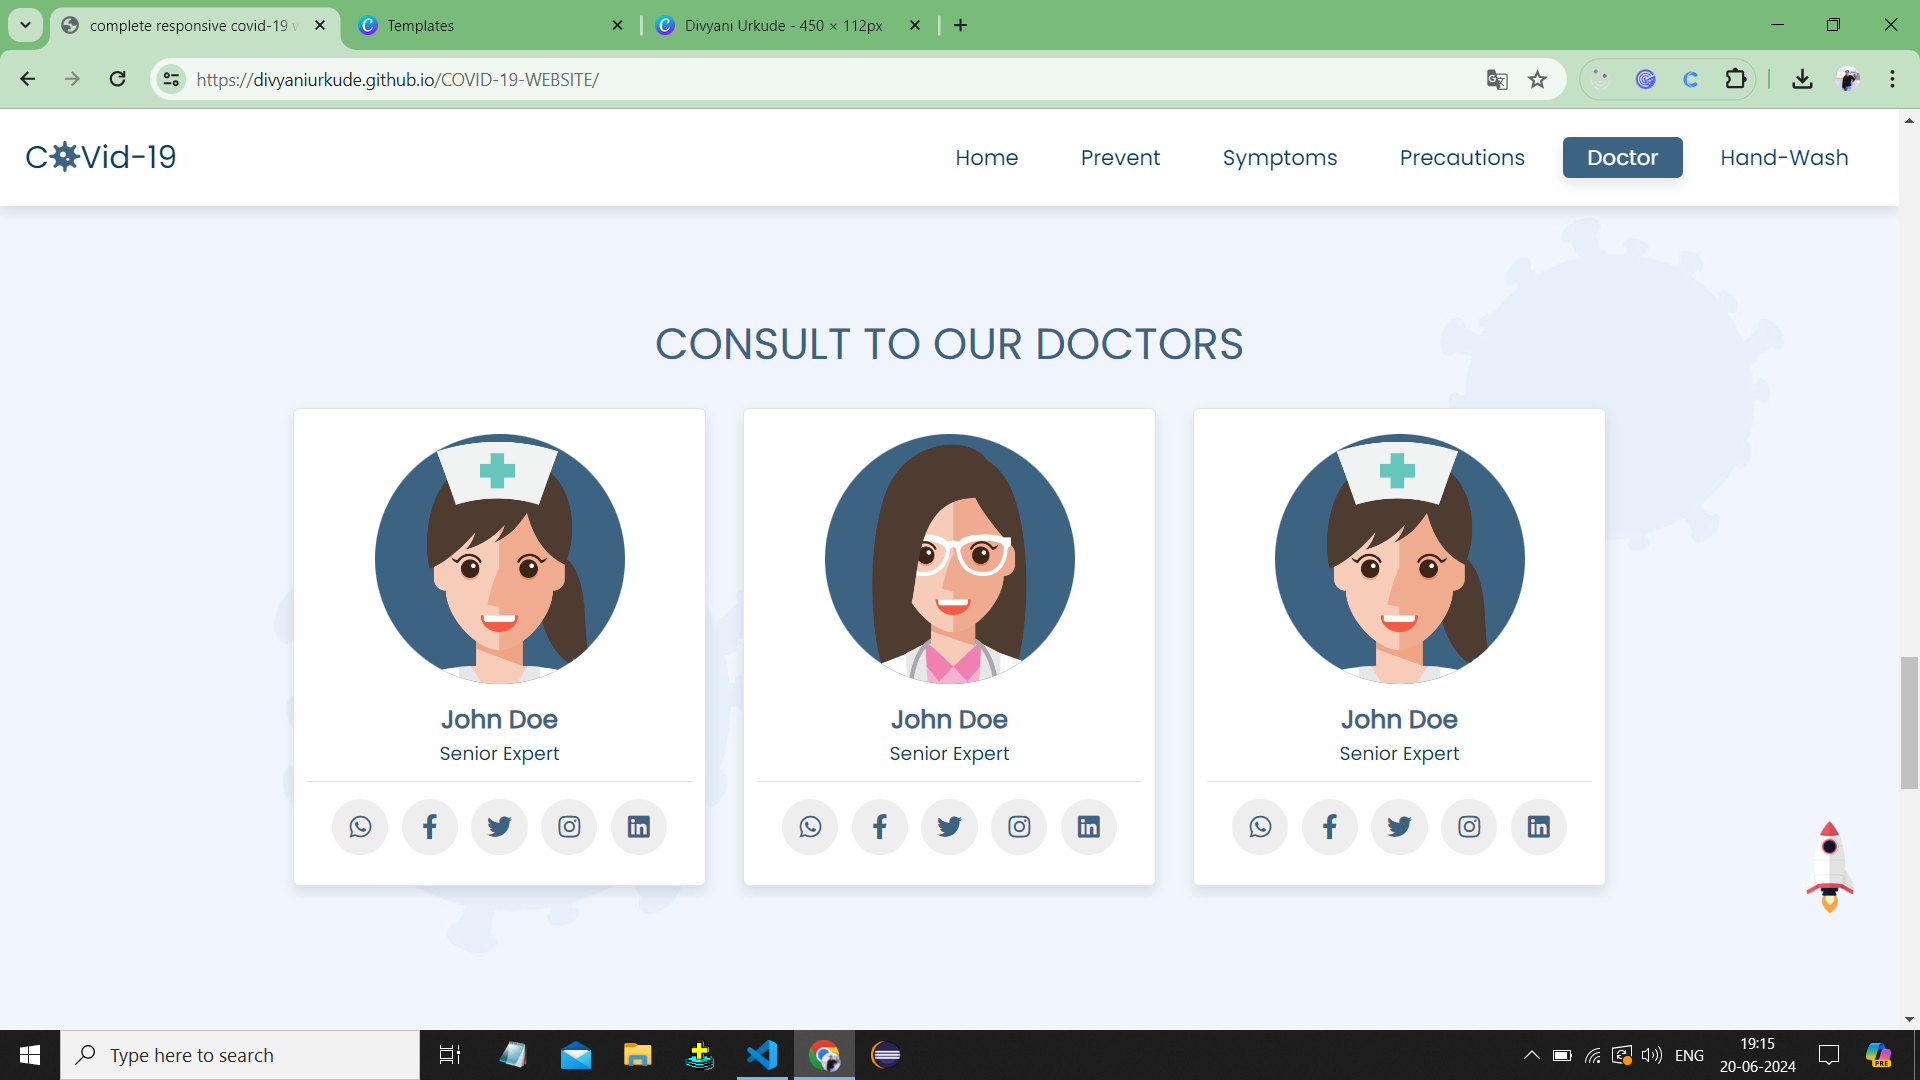 complete responsive covid-19 w
Templates
Divyani Urkude - 450 × 112px
https://divyaniurkude.github.io/COVID-19-WEBSITE/
C Vid-19
Home
Prevent
Symptoms
Precautions
Doctor
Hand-Wash
CONSULT TO OUR DOCTORS
John Doe
Senior Expert
John Doe
Senior Expert
John Doe
Senior Expert
Type here to search
ENG
19:15
20-06-2024
PRE